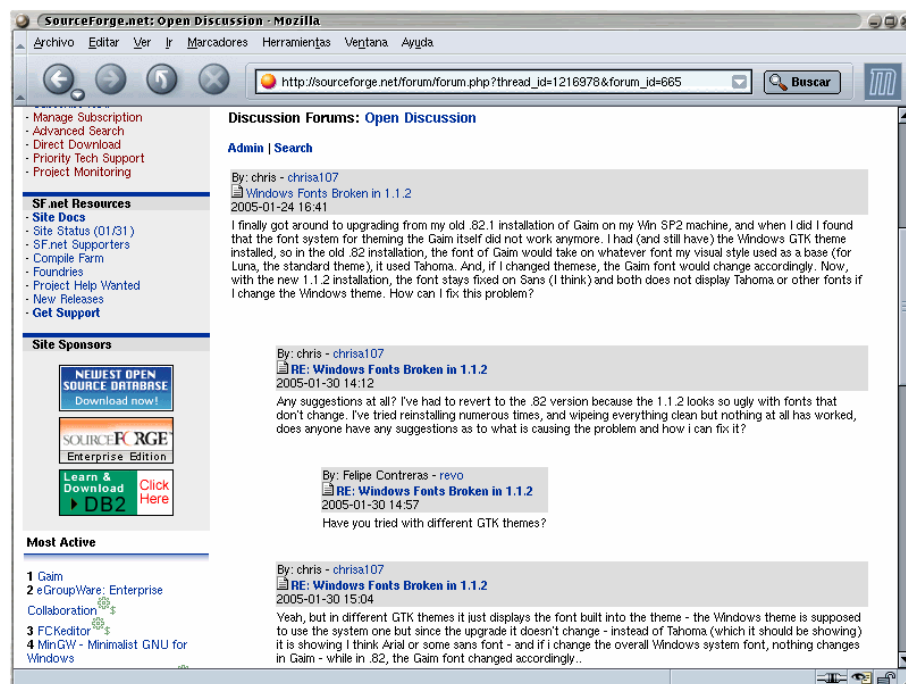 SourceForge.net: Open Discussion - Mozilla
Archivo Editar Ver Ir Marcadores Herramientas Ventana Ayuda
http://sourceforge.net/forum/forum.php?thread_id=1216978&forum_id=665
Buscar
- Manage Subscription
- Advanced Search
- Direct Download
- Priority Tech Support
- Project Monitoring
SF.net Resources
- Site Docs
- Site Status (01/31)
- SF.net Supporters
- Compile Farm
- Foundries
- Project Help Wanted
- New Releases
- Get Support
Site Sponsors
NEWEST OPEN
SOURCE DATABASE
Download now!
SOURCEFORGE
Enterprise Edition
Learn &
Download
DB2
Click
Here
Most Active
1 Gaim
2 eGroupWare: Enterprise
Collaboration $
3 FCKeditor $
4 MinGW - Minimalist GNU for
Windows
Discussion Forums: Open Discussion
Admin | Search
By: chris - chrisa107
Windows Fonts Broken in 1.1.2
2005-01-24 16:41
I finally got around to upgrading from my old .82.1 installation of Gaim on my Win SP2 machine, and when I did I found
that the font system for theming the Gaim itself did not work anymore. I had (and still have) the Windows GTK theme
installed, so in the old .82 installation, the font of Gaim would take on whatever font my visual style used as a base (for
Luna, the standard theme), it used Tahoma. And, if I changed themese, the Gaim font would change accordingly. Now,
with the new 1.1.2 installation, the font stays fixed on Sans (I think) and both does not display Tahoma or other fonts if
I change the Windows theme. How can I fix this problem?
By: chris - chrisa107
RE: Windows Fonts Broken in 1.1.2
2005-01-30 14:12
Any suggestions at all? I've had to revert to the .82 version because the 1.1.2 looks so ugly with fonts that
don't change. I've tried reinstalling numerous times, and wipeing everything clean but nothing at all has worked,
does anyone have any suggestions as to what is causing the problem and how i can fix it?
By: Felipe Contreras - revo
RE: Windows Fonts Broken in 1.1.2
2005-01-30 14:57
Have you tried with different GTK themes?
By: chris - chrisa107
RE: Windows Fonts Broken in 1.1.2
2005-01-30 15:04
Yeah, but in different GTK themes it just displays the font built into the theme - the Windows theme is supposed
to use the system one but since the upgrade it doesn't change - instead of Tahoma (which it should be showing)
it is showing I think Arial or some sans font - and if i change the overall Windows system font, nothing changes
in Gaim - while in .82, the Gaim font changed accordingly..